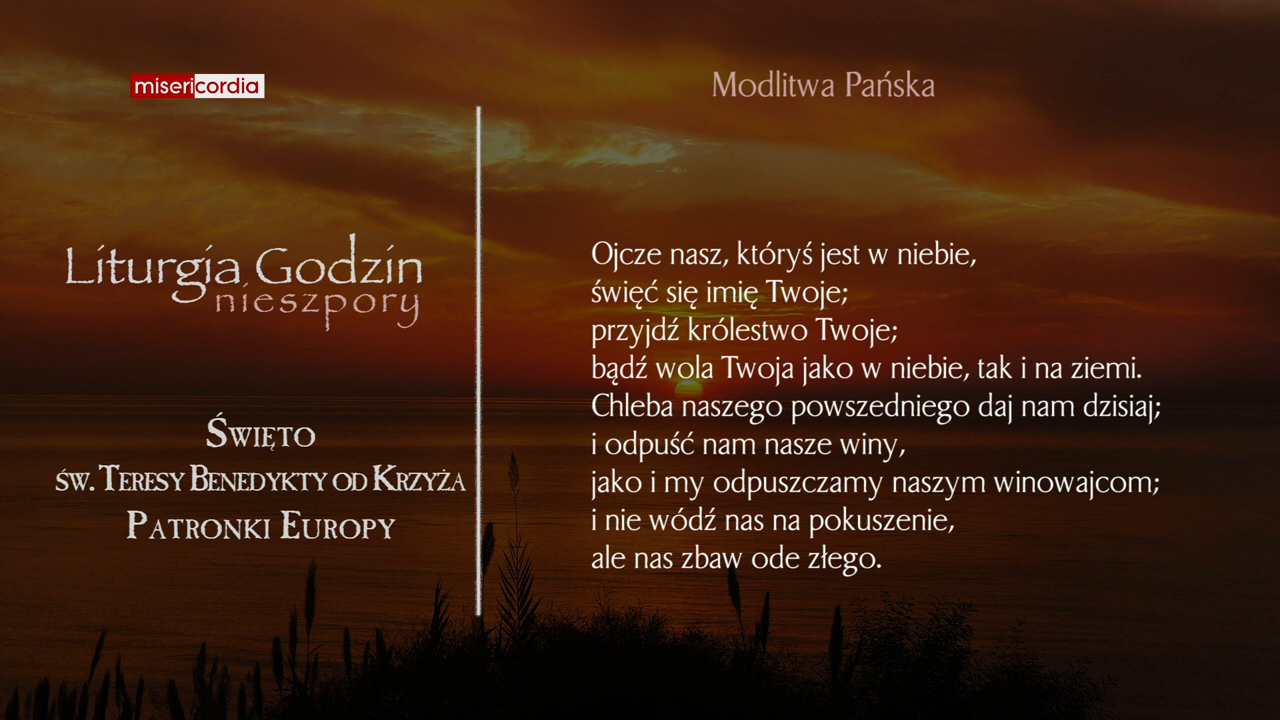 misericordia
Liturgia Godzin
nieszpory
Święto
św. Teresy Benedykty od Krzyża
Patronki Europy
Modlitwa Pańska
Ojcze nasz, któryś jest w niebie,
święć się imię Twoje;
przyjdź królestwo Twoje;
bądź wola Twoja jako w niebie, tak i na ziemi.
Chleba naszego powszedniego daj nam dzisiaj;
i odpuść nam nasze winy,
jako i my odpuszczamy naszym winowajcom;
i nie wódź nas na pokuszenie,
ale nas zbaw ode złego.